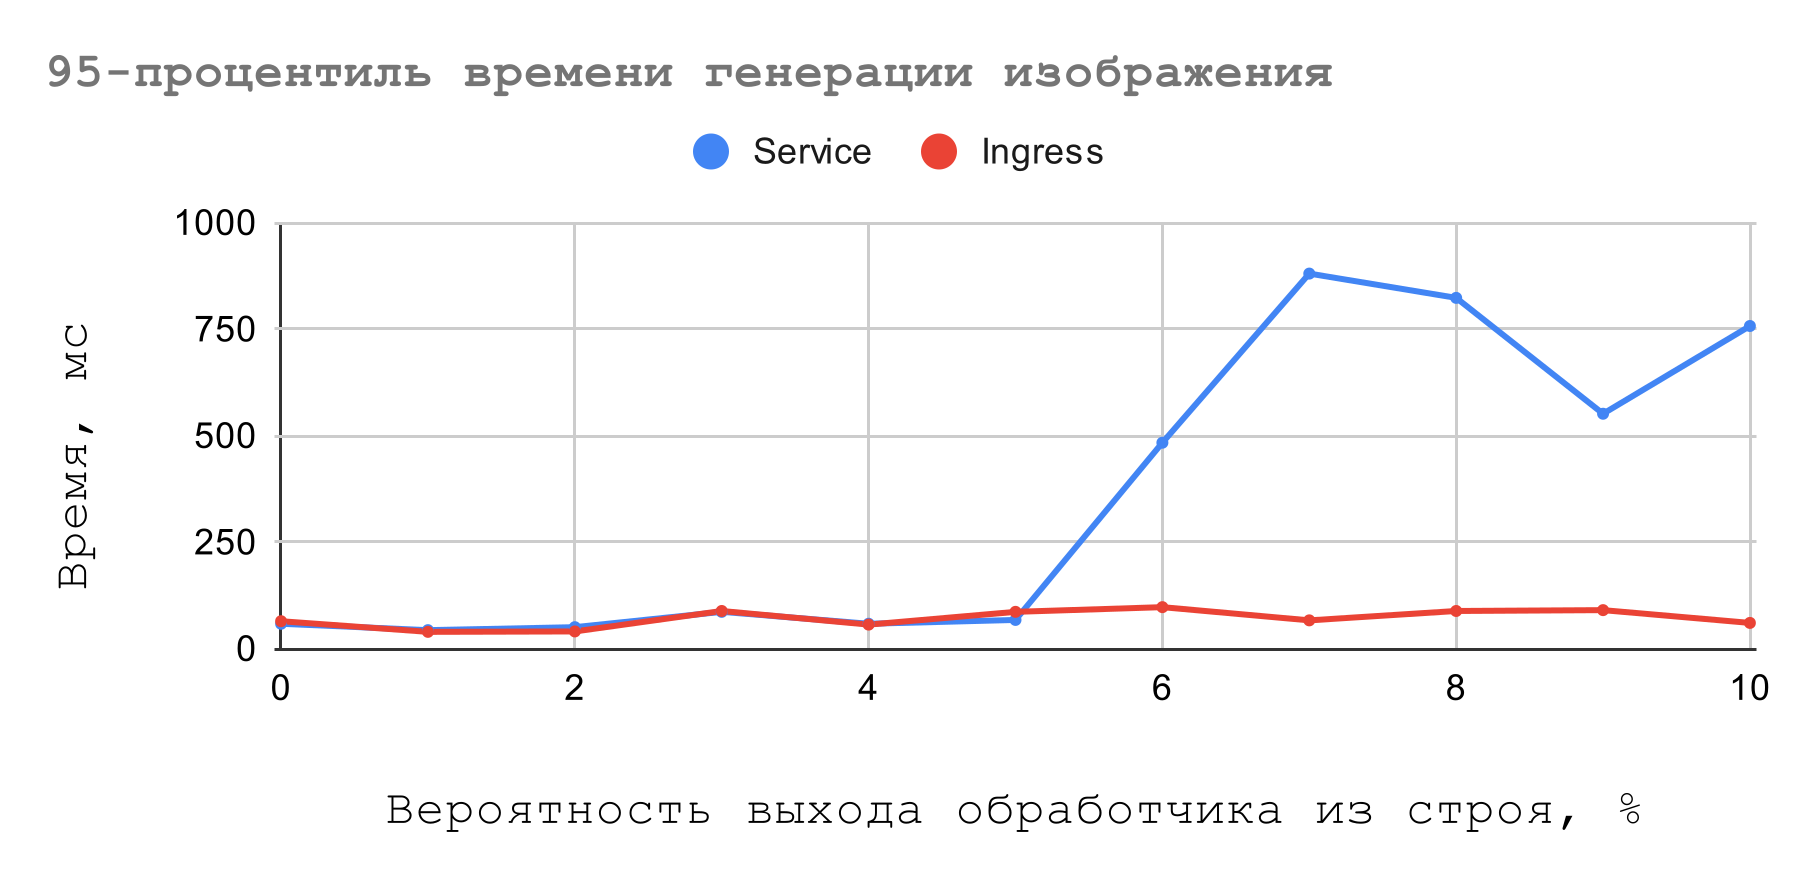 95-процентиль времени генерации изображения
Service
Ingress
1000
750
500
250
0
Время, мс
0
2
4
6
8
10
Вероятность выхода обработчика из строя, %